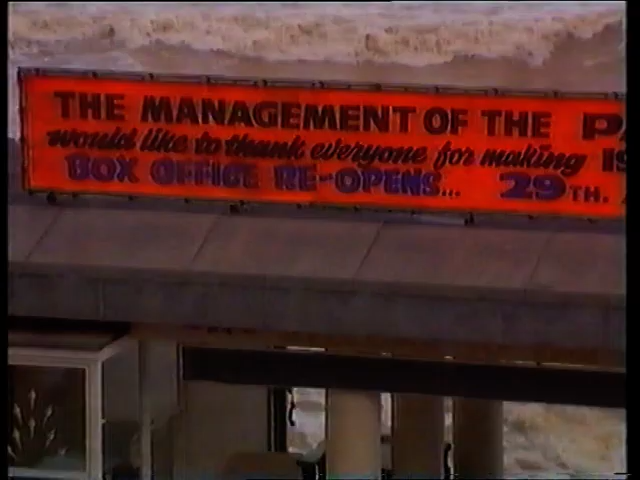 THE MANAGEMENT OF THE
would like to thank everyone for making
BOX OFFICE RE-OPENS... 29TH.